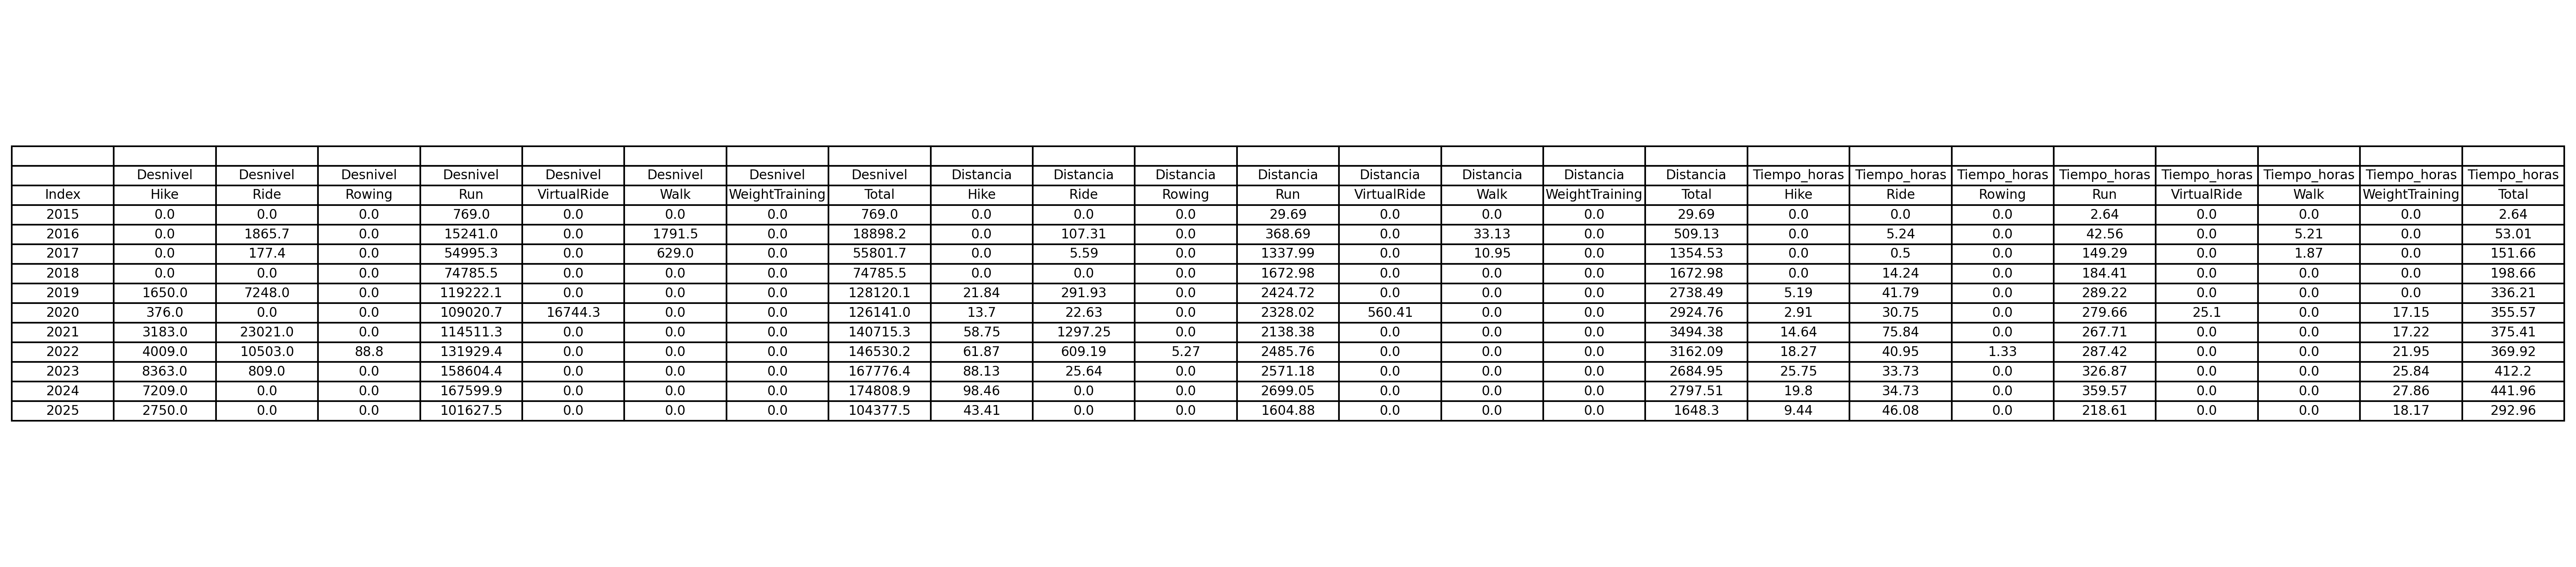 Desnivel Desnivel Desnivel Desnivel Desnivel Desnivel Desnivel Desnivel Distancia Distancia Distancia Distancia Distancia Distancia Distancia Distancia Tiempo_horas Tiempo_horas Tiempo_horas Tiempo_horas Tiempo_horas Tiempo_horas Tiempo_horas Tiempo_horas
Index Hike Ride Rowing Run VirtualRide Walk WeightTraining Total Hike Ride Rowing Run VirtualRide Walk WeightTraining Total Hike Ride Rowing Run VirtualRide Walk WeightTraining Total
2015 0.0 0.0 0.0 769.0 0.0 0.0 0.0 769.0 0.0 0.0 0.0 29.69 0.0 0.0 0.0 29.69 0.0 0.0 0.0 2.64 0.0 0.0 0.0 2.64
2016 0.0 1865.7 0.0 15241.0 0.0 1791.5 0.0 18898.2 0.0 107.31 0.0 368.69 0.0 33.13 0.0 509.13 0.0 5.24 0.0 42.56 0.0 5.21 0.0 53.01
2017 0.0 177.4 0.0 54995.3 0.0 629.0 0.0 55801.7 0.0 5.59 0.0 1337.99 0.0 10.95 0.0 1354.53 0.0 0.5 0.0 149.29 0.0 1.87 0.0 151.66
2018 0.0 0.0 0.0 74785.5 0.0 0.0 0.0 74785.5 0.0 0.0 0.0 1672.98 0.0 0.0 0.0 1672.98 0.0 14.24 0.0 184.41 0.0 0.0 0.0 198.66
2019 1650.0 7248.0 0.0 119222.1 0.0 0.0 0.0 128120.1 21.84 291.93 0.0 2424.72 0.0 0.0 0.0 2738.49 5.19 41.79 0.0 289.22 0.0 0.0 0.0 336.21
2020 376.0 0.0 0.0 109020.7 16744.3 0.0 0.0 126141.0 13.7 22.63 0.0 2328.02 560.41 0.0 0.0 2924.76 2.91 30.75 0.0 279.66 25.1 0.0 17.15 355.57
2021 3183.0 23021.0 0.0 114511.3 0.0 0.0 0.0 140715.3 58.75 1297.25 0.0 2138.38 0.0 0.0 0.0 3494.38 14.64 75.84 0.0 267.71 0.0 0.0 17.22 375.41
2022 4009.0 10503.0 88.8 131929.4 0.0 0.0 0.0 146530.2 61.87 609.19 5.27 2485.76 0.0 0.0 0.0 3162.09 18.27 40.95 1.33 287.42 0.0 0.0 21.95 369.92
2023 8363.0 809.0 0.0 158604.4 0.0 0.0 0.0 167776.4 88.13 25.64 0.0 2571.18 0.0 0.0 0.0 2684.95 25.75 33.73 0.0 326.87 0.0 0.0 25.84 412.2
2024 7209.0 0.0 0.0 167599.9 0.0 0.0 0.0 174808.9 98.46 0.0 0.0 2699.05 0.0 0.0 0.0 2797.51 19.8 34.73 0.0 359.57 0.0 0.0 27.86 441.96
2025 2750.0 0.0 0.0 101627.5 0.0 0.0 0.0 104377.5 43.41 0.0 0.0 1604.88 0.0 0.0 0.0 1648.3 9.44 46.08 0.0 218.61 0.0 0.0 18.17 292.96